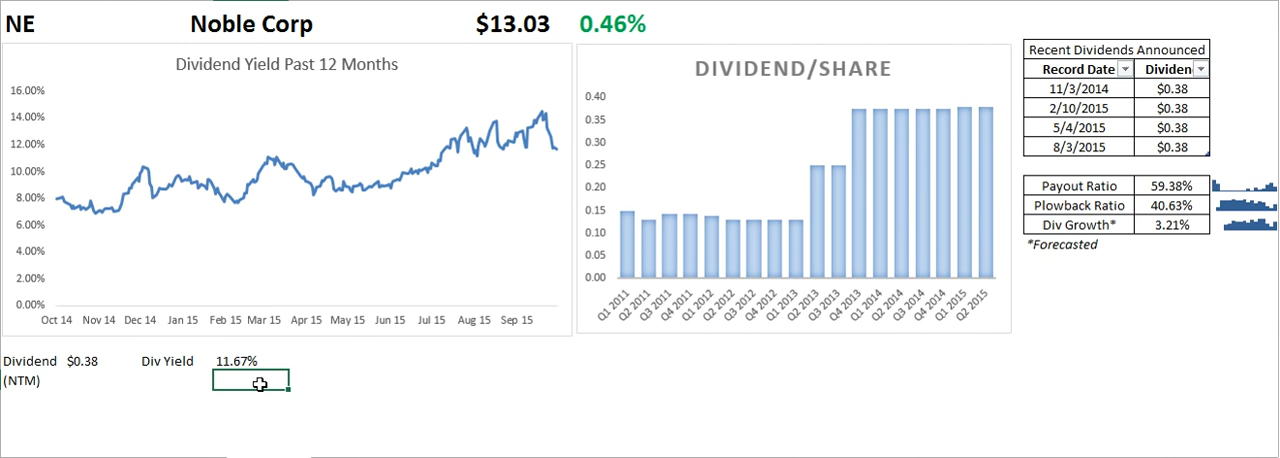 NE Noble Corp $13.03 0.46%
Dividend Yield Past 12 Months
16.00%
14.00%
12.00%
10.00%
8.00%
6.00%
4.00%
2.00%
0.00%
Oct 14 Nov 14 Dec 14 Jan 15 Feb 15 Mar 15 Apr 15 May 15 Jun 15 Jul 15 Aug 15 Sep 15
DIVIDEND/SHARE
0.40
0.35
0.30
0.25
0.20
0.15
0.10
0.05
0.00
Q1 2011 Q2 2011 Q3 2011 Q4 2011 Q1 2012 Q2 2012 Q3 2012 Q4 2012 Q1 2013 Q2 2013 Q3 2013 Q4 2013 Q1 2014 Q2 2014 Q3 2014 Q4 2014 Q1 2015 Q2 2015
Recent Dividends Announced
Record Date Dividen
11/3/2014 $0.38
2/10/2015 $0.38
5/4/2015 $0.38
8/3/2015 $0.38
Payout Ratio 59.38%
Plowback Ratio 40.63%
Div Growth* 3.21%
*Forecasted
Dividend $0.38 Div Yield 11.67%
(NTM)